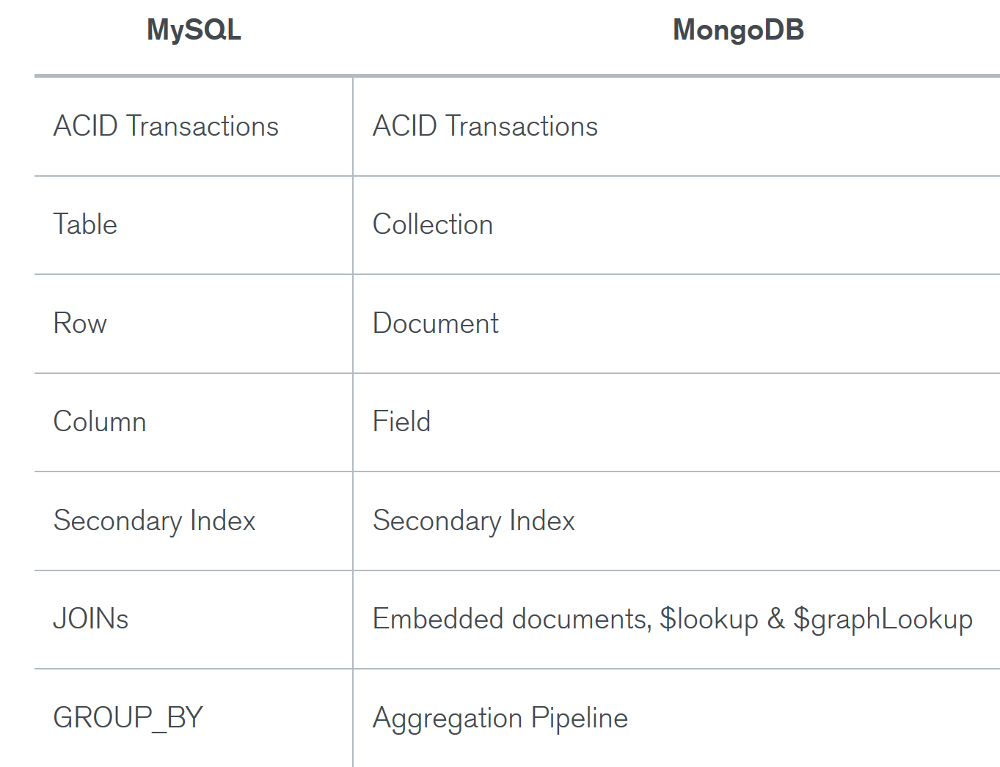 MySQL MongoDB
ACID Transactions ACID Transactions
Table Collection
Row Document
Column Field
Secondary Index Secondary Index
JOINs Embedded documents, $lookup & $graphLookup
GROUP_BY Aggregation Pipeline